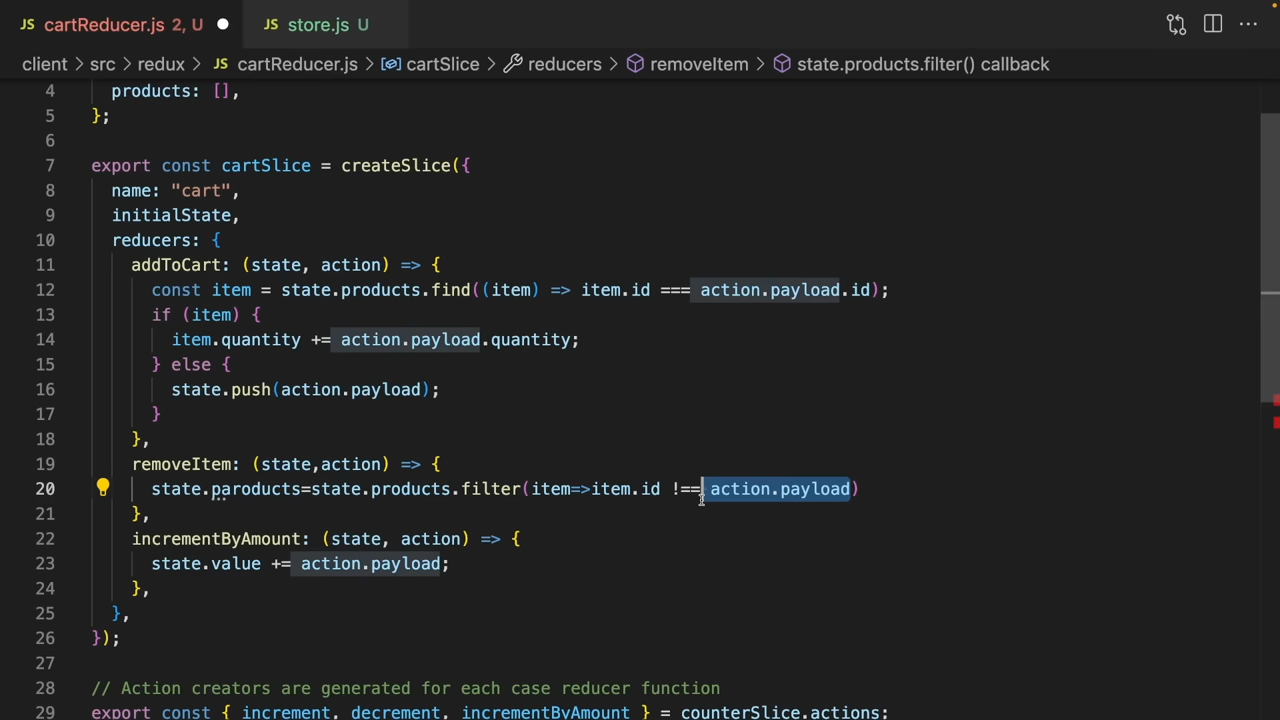 JS cartReducer.js 2, U
JS store.js U
client > src > redux > JS cartReducer.js > cartSlice > reducers > removeItem > state.products.filter() callback
4 products: [],
5 };
6
7 export const cartSlice = createSlice({
8 name: "cart",
9 initialState,
10 reducers: {
11 addToCart: (state, action) => {
12 const item = state.products.find((item) => item.id === action.payload.id);
13 if (item) {
14 item.quantity += action.payload.quantity;
15 } else {
16 state.push(action.payload);
17 }
18 },
19 removeItem: (state,action) => {
20 state.paroducts=state.products.filter(item=>item.id !== action.payload)
21 },
22 incrementByAmount: (state, action) => {
23 state.value += action.payload;
24 },
25 },
26 });
27
28 // Action creators are generated for each case reducer function
29 export const { increment, decrement, incrementByAmount } = counterSlice.actions;